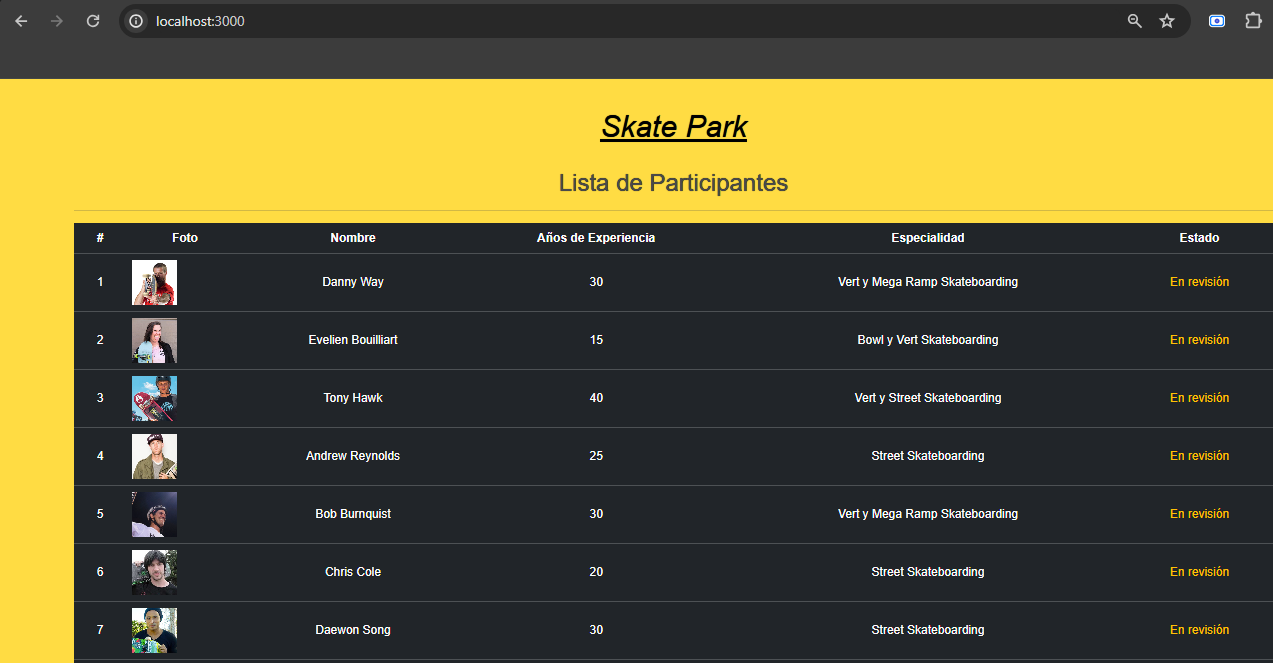 localhost:3000
Skate Park
Lista de Participantes
# Foto Nombre Años de Experiencia Especialidad Estado
1 Danny Way 30 Vert y Mega Ramp Skateboarding En revisión
2 Evelien Bouilliart 15 Bowl y Vert Skateboarding En revisión
3 Tony Hawk 40 Vert y Street Skateboarding En revisión
4 Andrew Reynolds 25 Street Skateboarding En revisión
5 Bob Burnquist 30 Vert y Mega Ramp Skateboarding En revisión
6 Chris Cole 20 Street Skateboarding En revisión
7 Daewon Song 30 Street Skateboarding En revisión